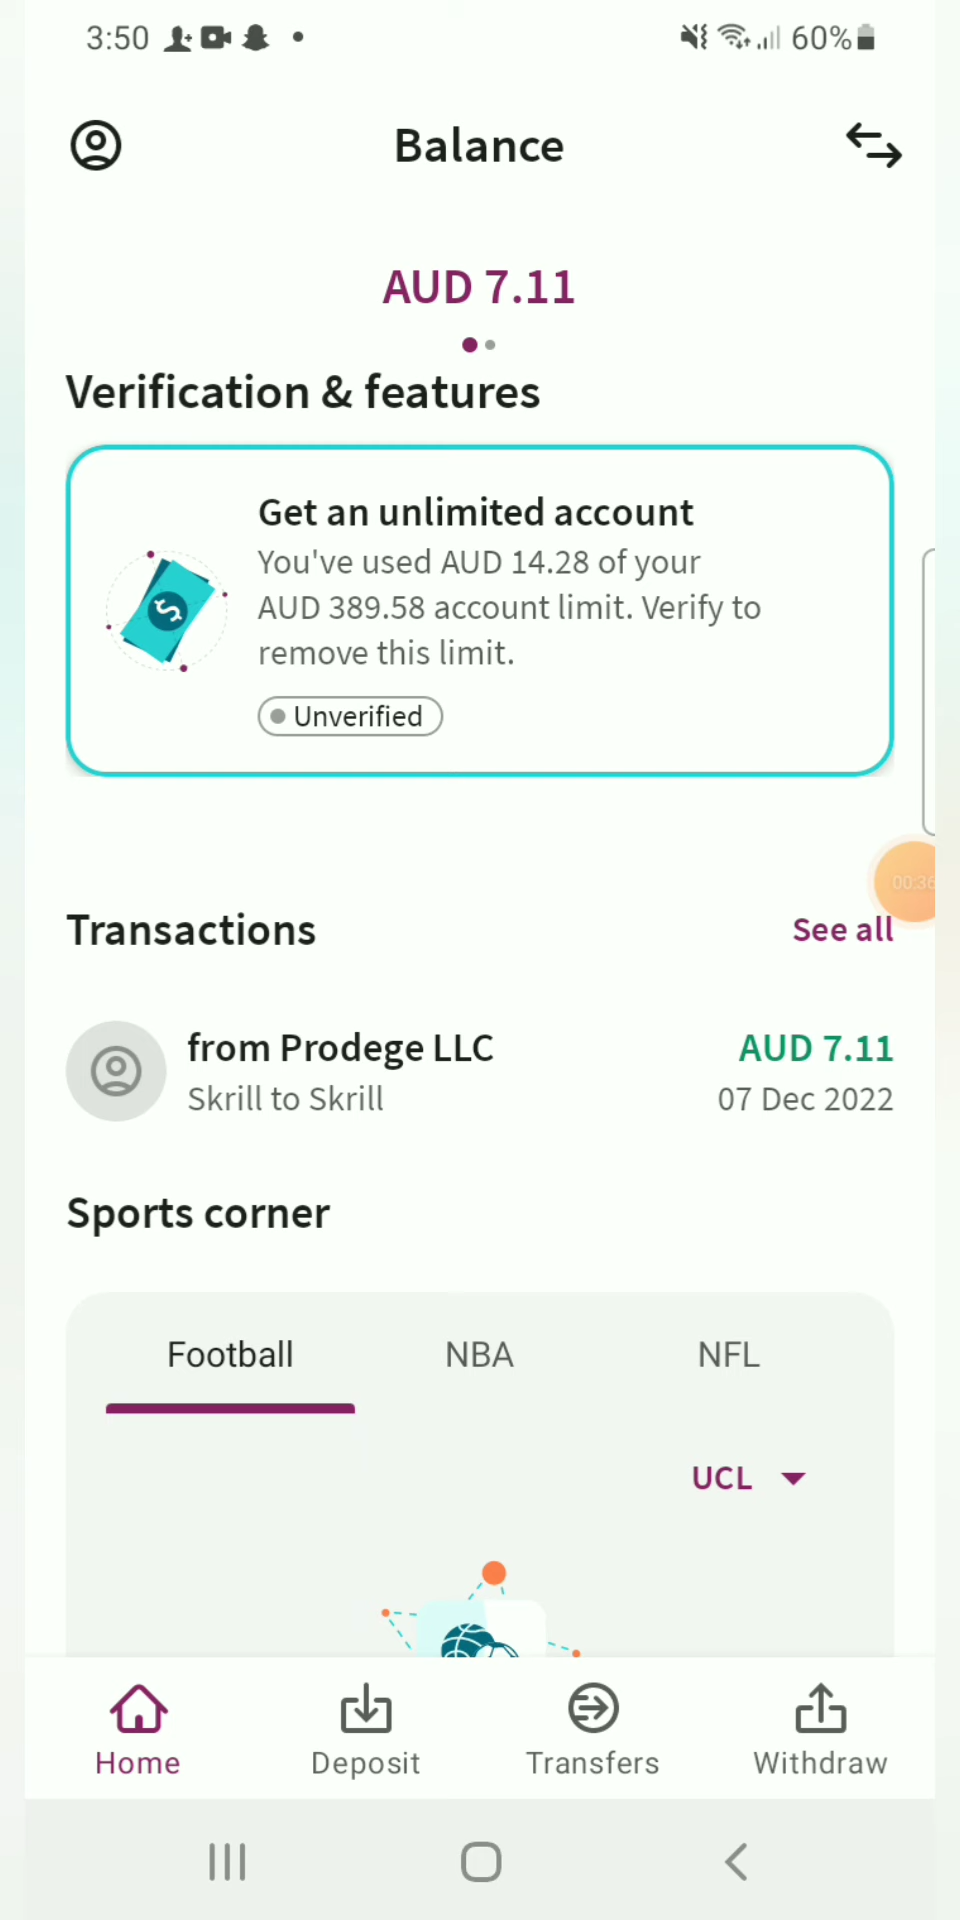 3:50
60%
Balance
AUD 7.11
Verification & features
Get an unlimited account
You've used AUD 14.28 of your
AUD 389.58 account limit. Verify to
remove this limit.
Unverified
00:36
Transactions
See all
from Prodege LLC
AUD 7.11
Skrill to Skrill
07 Dec 2022
Sports corner
Football NBA NFL
UCL
Home Deposit Transfers Withdraw